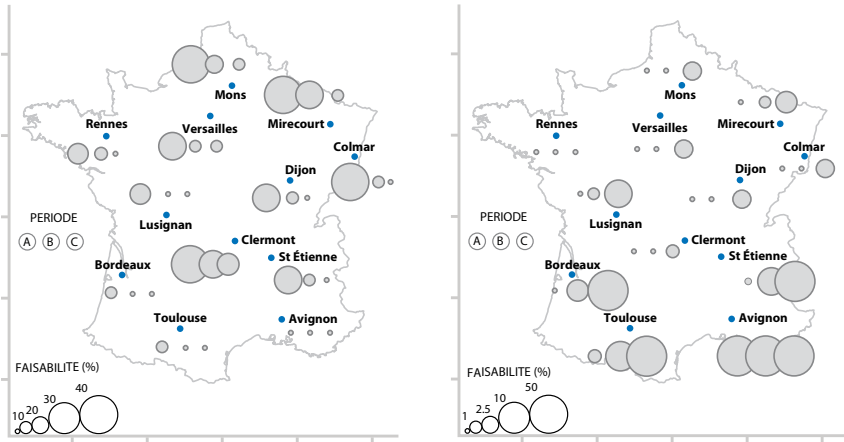 Mons
Rennes
Versailles
Mirecourt
Colmar
Dijon
PERIODE
A B C
Lusignan
Clermont
St Étienne
Bordeaux
Toulouse
Avignon
FAISABILITE (%)
10 20 30 40
Mons
Rennes
Versailles
Mirecourt
Colmar
Dijon
PERIODE
A B C
Lusignan
Clermont
St Étienne
Bordeaux
Toulouse
Avignon
FAISABILITE (%)
1 2.5 10 50